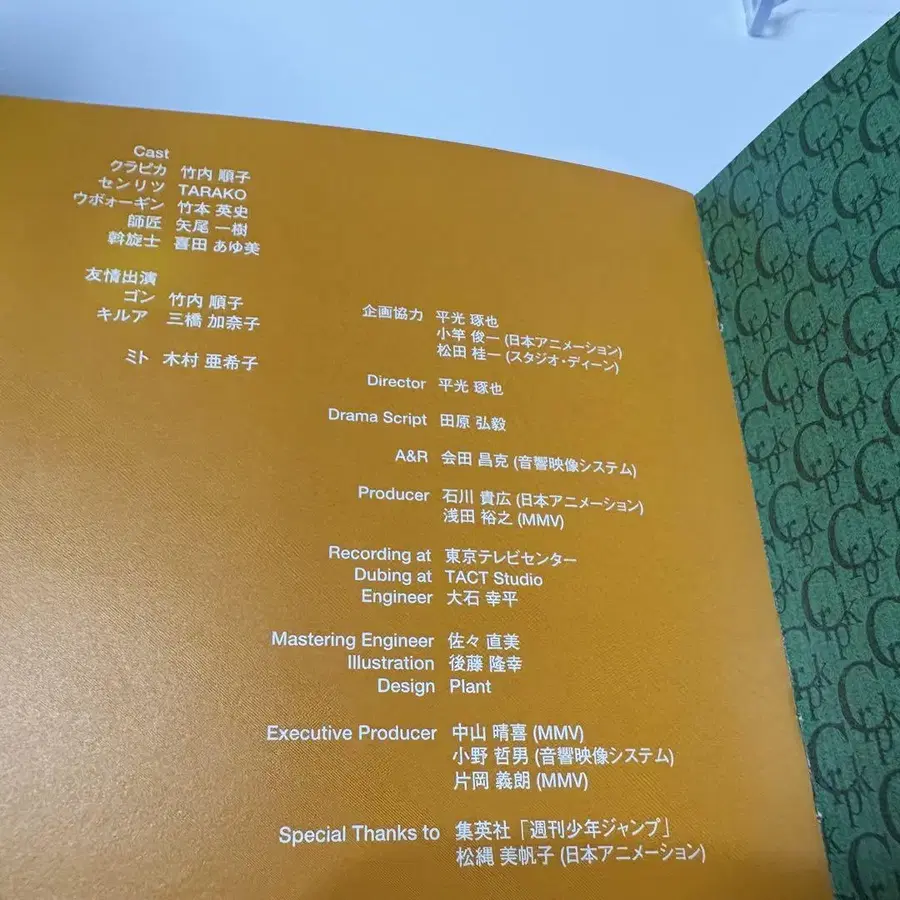 Cast
クラピカ 竹内 順子
センリツ TARAKO
ウボォーギン 竹本 英史
師匠 矢尾 一樹
斡旋士 喜田 あゆ美
友情出演
ゴン 竹内 順子
キルア 三橋 加奈子
ミト 木村 亜希子
企画協力 平光 琢也
小竿 俊一 (日本アニメーション)
松田 桂一 (スタジオ・ディーン)
Director 平光 琢也
Drama Script 田原 弘毅
A&R 会田 昌克 (音響映像システム)
Producer 石川 貴広 (日本アニメーション)
浅田 裕之 (MMV)
Recording at 東京テレビセンター
Dubing at TACT Studio
Engineer 大石 幸平
Mastering Engineer 佐々 直美
Illustration 後藤 隆幸
Design Plant
Executive Producer 中山 晴喜 (MMV)
小野 哲男 (音響映像システム)
片岡 義朗 (MMV)
Special Thanks to 集英社「週刊少年ジャンプ」
松縄 美帆子 (日本アニメーション)